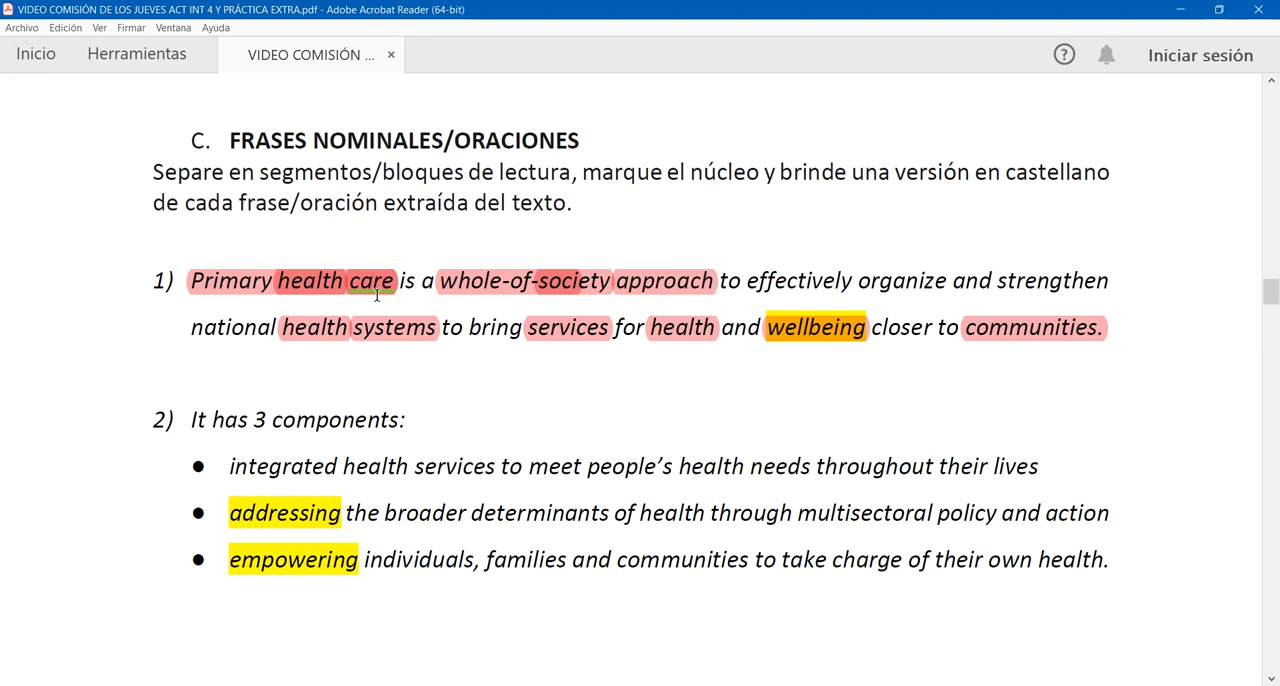 VIDEO COMISIÓN DE LOS JUEVES ACT INT 4 Y PRÁCTICA EXTRA.pdf - Adobe Acrobat Reader (64-bit)
Archivo Edición Ver Firmar Ventana Ayuda
Inicio Herramientas VIDEO COMISIÓN ... × ? Iniciar sesión
C. FRASES NOMINALES/ORACIONES
Separe en segmentos/bloques de lectura, marque el núcleo y brinde una versión en castellano
de cada frase/oración extraída del texto.
1) Primary health care is a whole-of-society approach to effectively organize and strengthen
national health systems to bring services for health and wellbeing closer to communities.
2) It has 3 components:
● integrated health services to meet people's health needs throughout their lives
● addressing the broader determinants of health through multisectoral policy and action
● empowering individuals, families and communities to take charge of their own health.